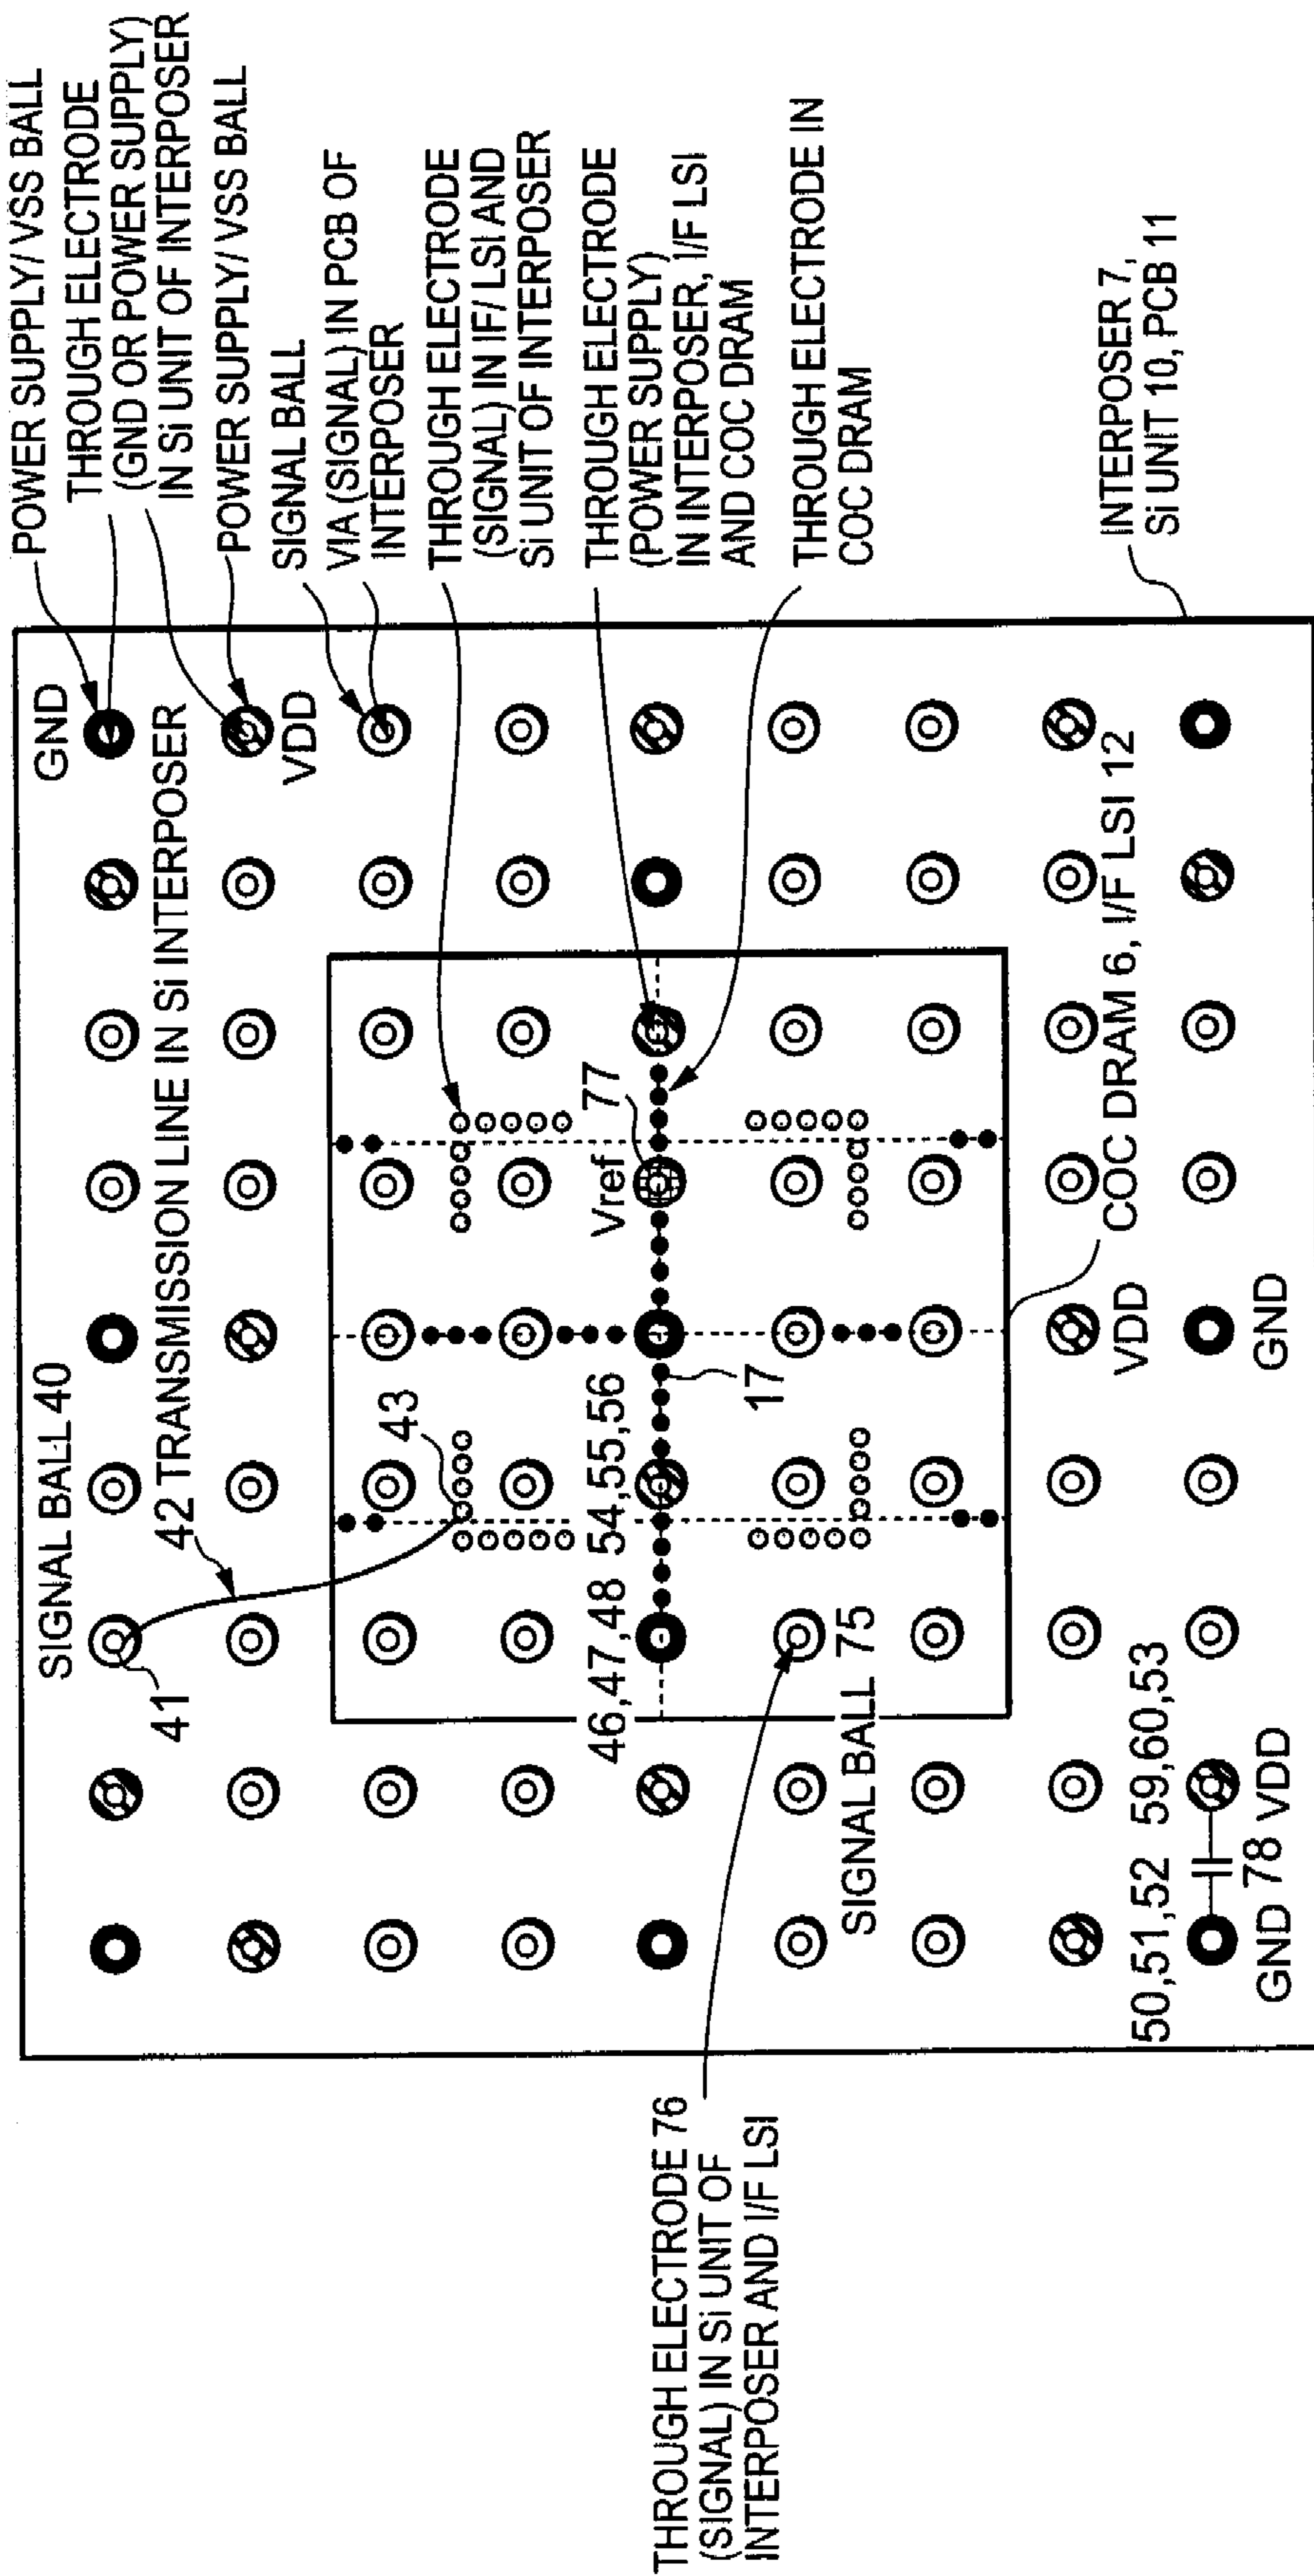 POWER SUPPLY/ VSS BALL
THROUGH ELECTRODE
(GND OR POWER SUPPLY)
IN Si UNIT OF INTERPOSER
POWER SUPPLY/ VSS BALL
SIGNAL BALL
VIA (SIGNAL) IN PCB OF
INTERPOSER
THROUGH ELECTRODE
(SIGNAL) IN IF/ LSI AND
Si UNIT OF INTERPOSER
THROUGH ELECTRODE
(POWER SUPPLY)
IN INTERPOSER, I/F LSI
AND COC DRAM
THROUGH ELECTRODE IN
COC DRAM
INTERPOSER 7,
Si UNIT 10, PCB 11
GND
VDD
SIGNAL BALL 40
42 TRANSMISSION LINE IN Si INTERPOSER
41
43
Vref
77
46,47,48 54,55,56
17
SIGNAL BALL 75
COC DRAM 6, I/F LSI 12
VDD
GND
50,51,52 59,60,53
GND 78 VDD
THROUGH ELECTRODE 76
(SIGNAL) IN Si UNIT OF
INTERPOSER AND I/F LSI